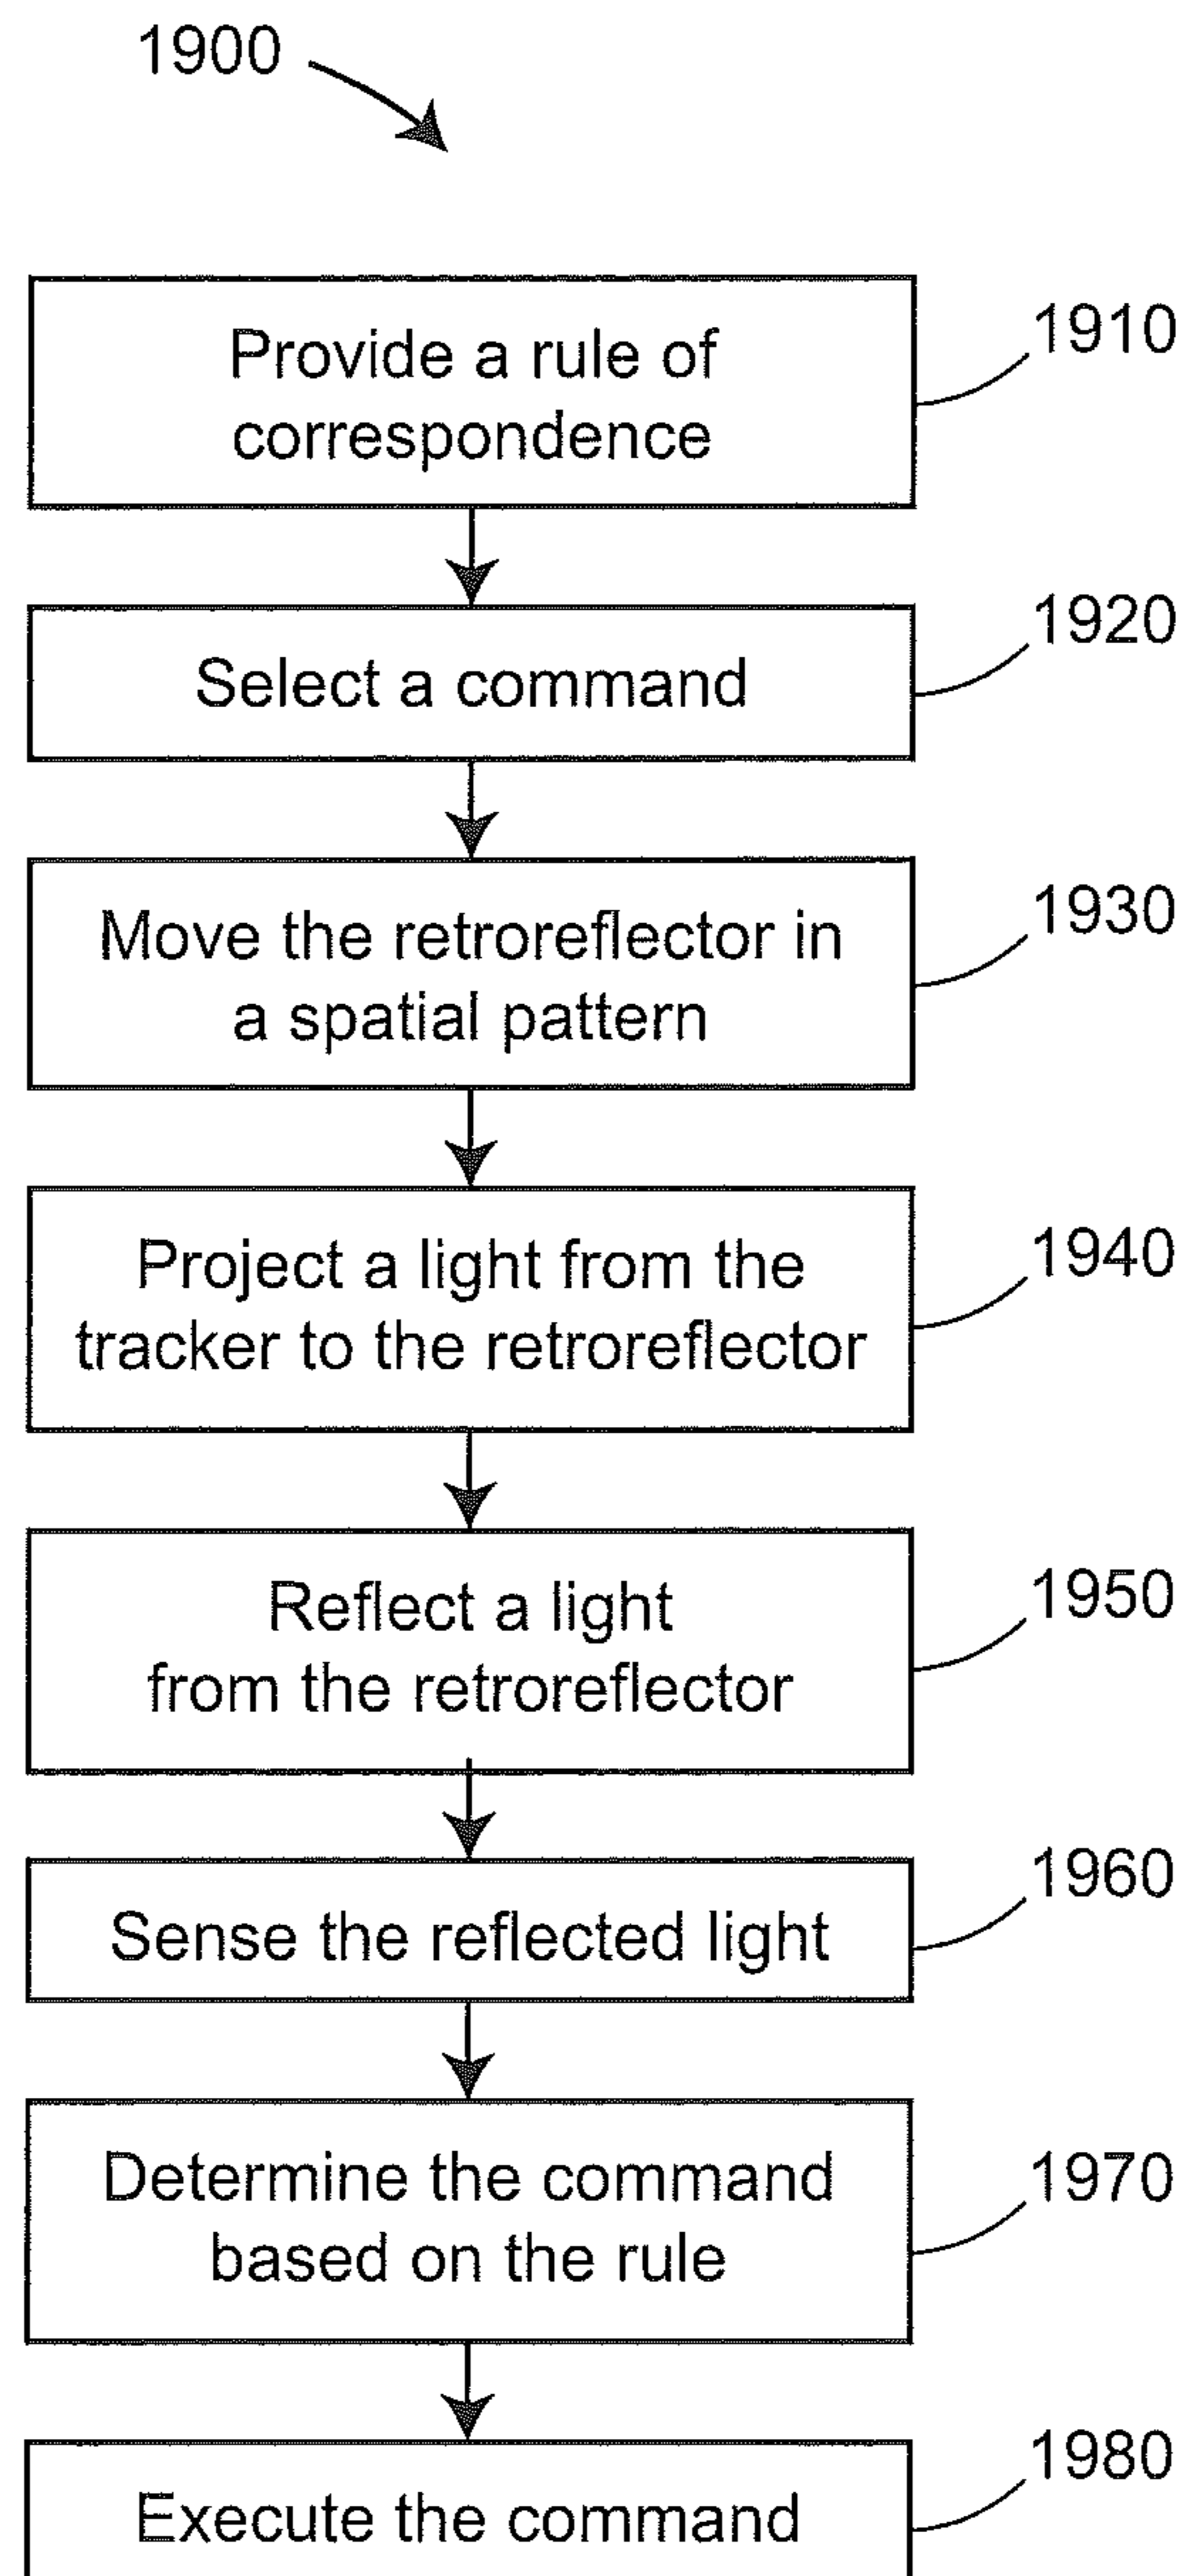 1900
Provide a rule of
correspondence
1910
Select a command
1920
Move the retroreflector in
a spatial pattern
1930
Project a light from the
tracker to the retroreflector
1940
Reflect a light
from the retroreflector
1950
Sense the reflected light
1960
Determine the command
based on the rule
1970
Execute the command
1980